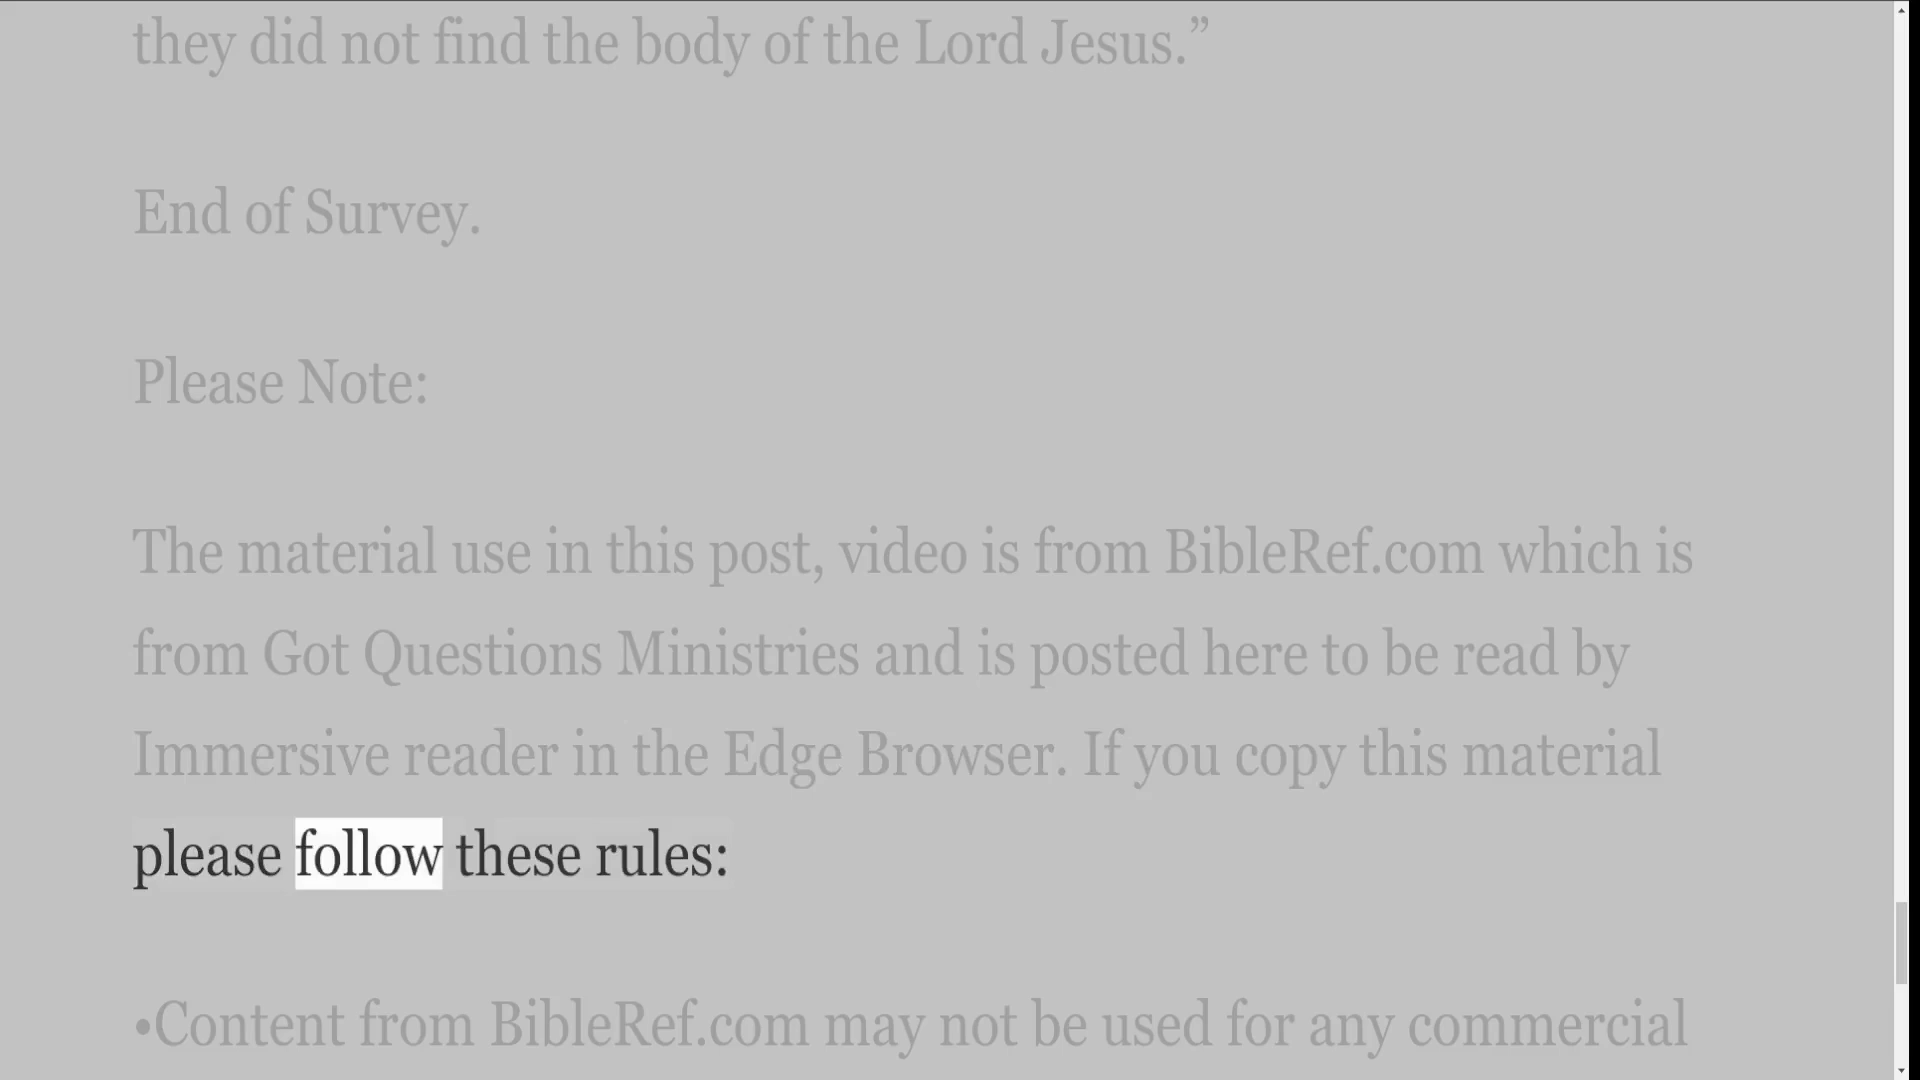 they did not find the body of the Lord Jesus.”
End of Survey.
Please Note:
The material use in this post, video is from BibleRef.com which is
from Got Questions Ministries and is posted here to be read by
Immersive reader in the Edge Browser. If you copy this material
please follow these rules:
•Content from BibleRef.com may not be used for any commercial